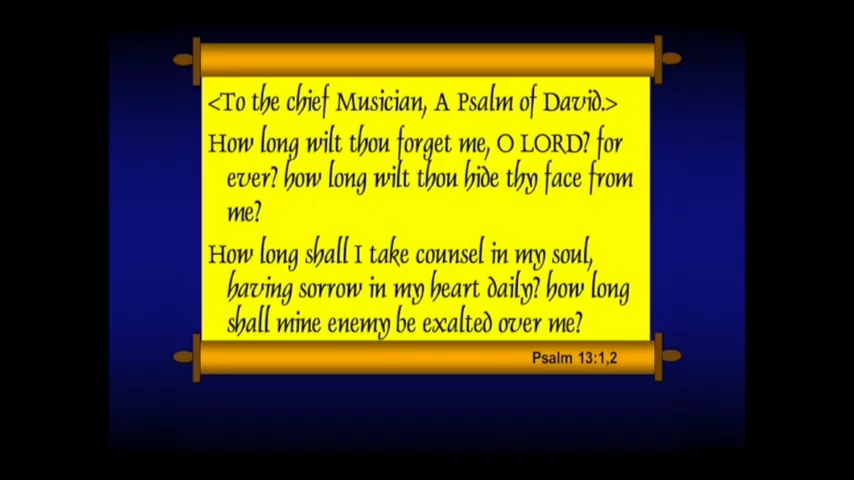 <To the chief Musician, A Psalm of David.>
How long wilt thou forget me, O LORD? for
ever? how long wilt thou hide thy face from
me?
How long shall I take counsel in my soul,
having sorrow in my heart daily? how long
shall mine enemy be exalted over me?
Psalm 13:1,2